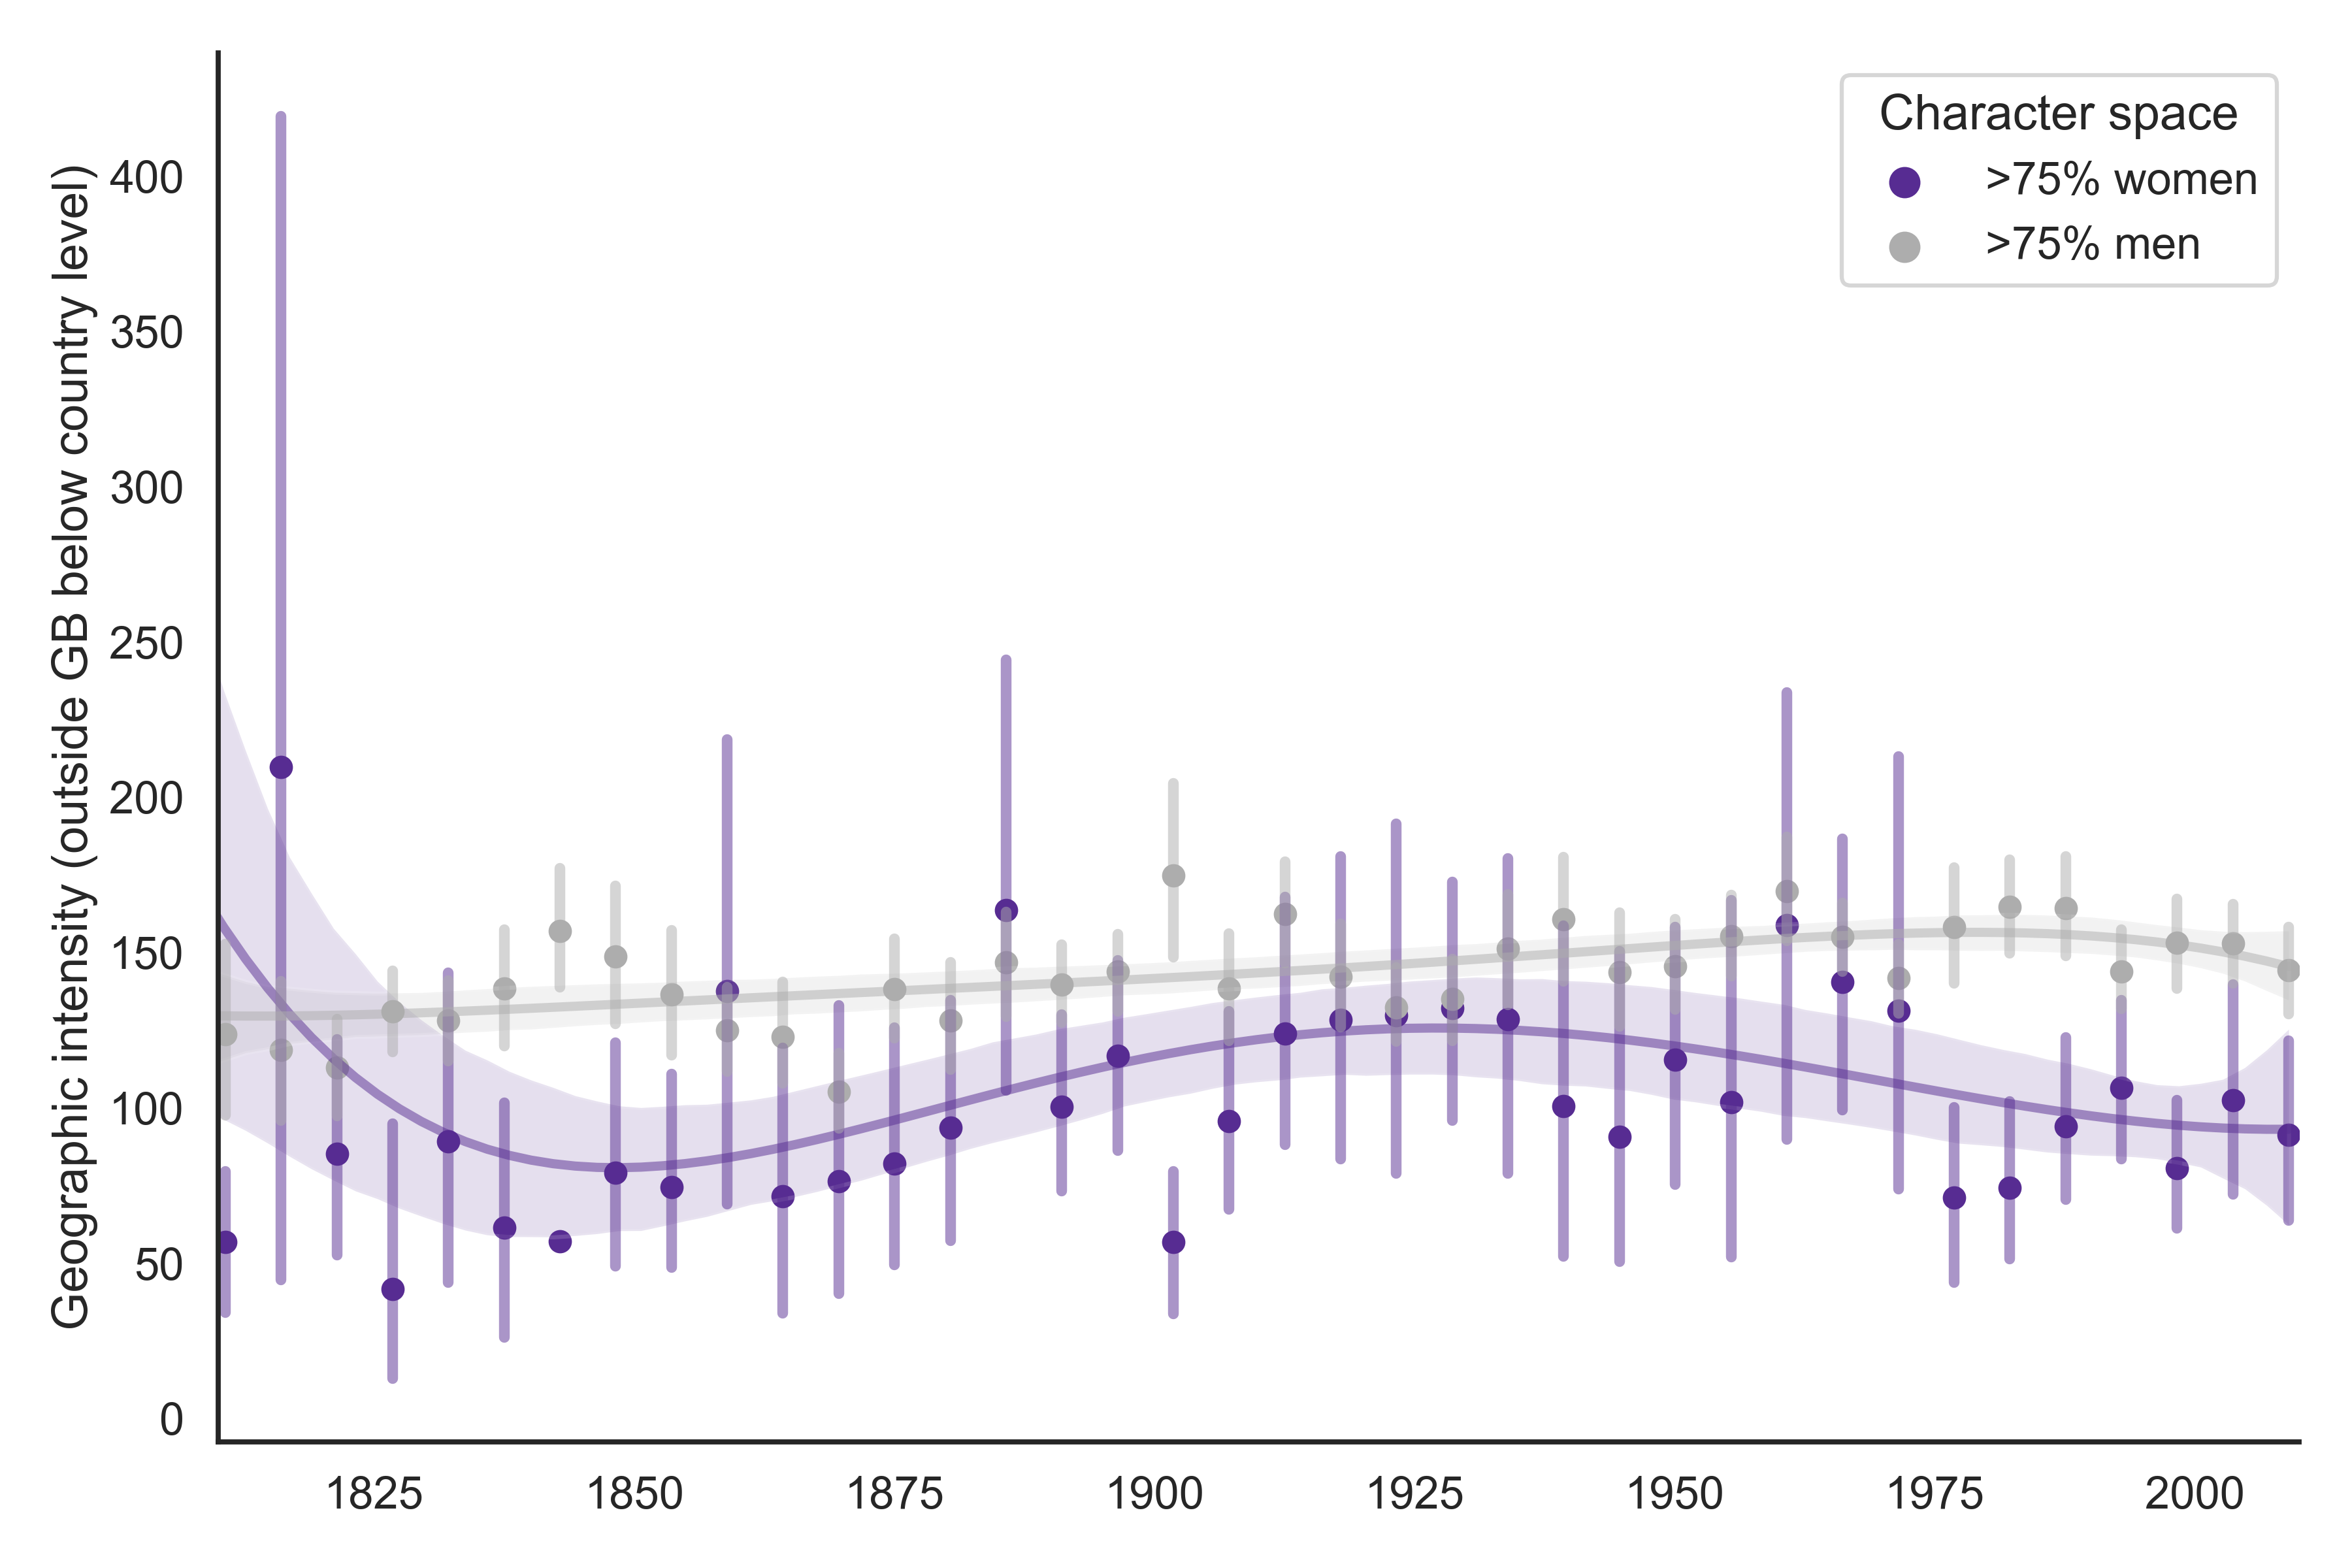 Geographic intensity (outside GB below country level)
400
350
300
250
200
150
100
50
0
Character space
>75% women
>75% men
1825 1850 1875 1900 1925 1950 1975 2000